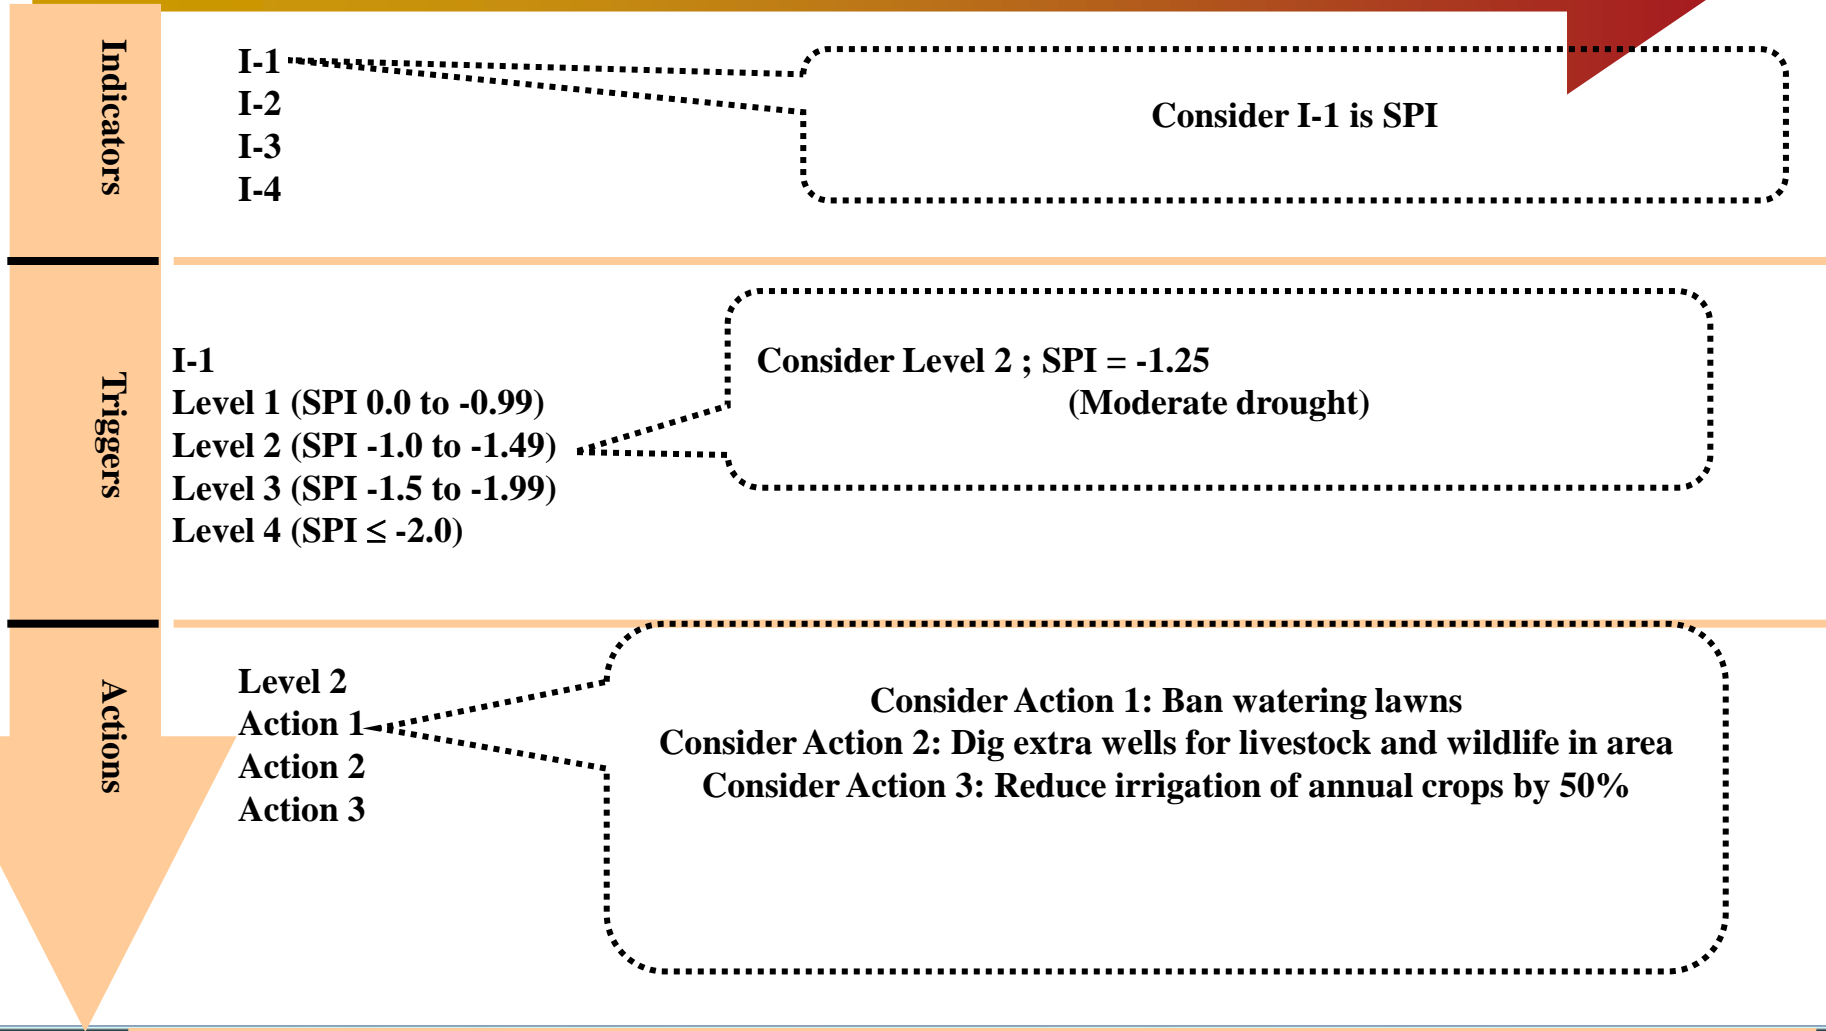 Indicators
I-1
I-2
I-3
I-4
Consider I-1 is SPI
Triggers
I-1
Level 1 (SPI 0.0 to -0.99)
Level 2 (SPI -1.0 to -1.49)
Level 3 (SPI -1.5 to -1.99)
Level 4 (SPI ≤ -2.0)
Consider Level 2 ; SPI = -1.25
(Moderate drought)
Actions
Level 2
Action 1
Action 2
Action 3
Consider Action 1: Ban watering lawns
Consider Action 2: Dig extra wells for livestock and wildlife in area
Consider Action 3: Reduce irrigation of annual crops by 50%